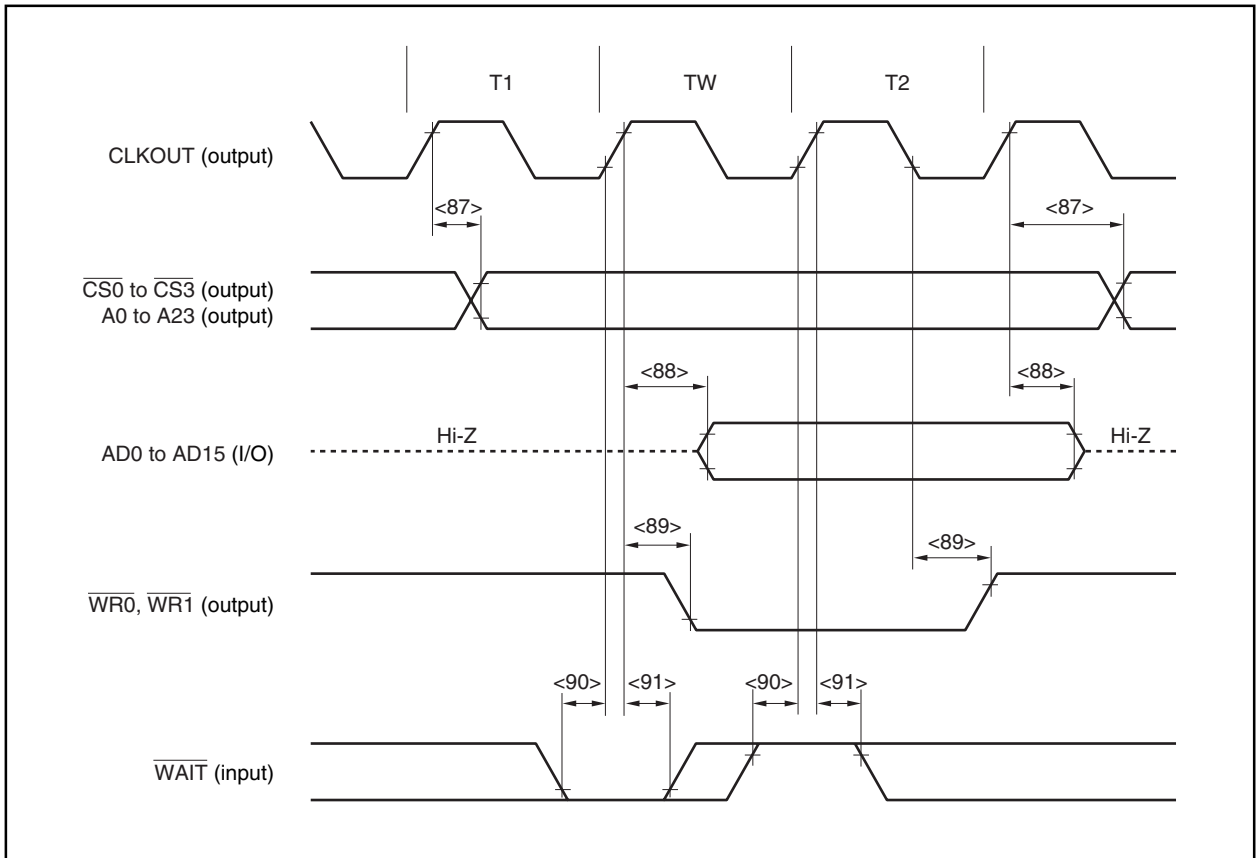 T1 TW T2
CLKOUT (output)
<87> <87>
CS0 to CS3 (output)
A0 to A23 (output)
<88> <88>
AD0 to AD15 (I/O)
Hi-Z Hi-Z
<89> <89>
WR0, WR1 (output)
<90> <91> <90> <91>
WAIT (input)